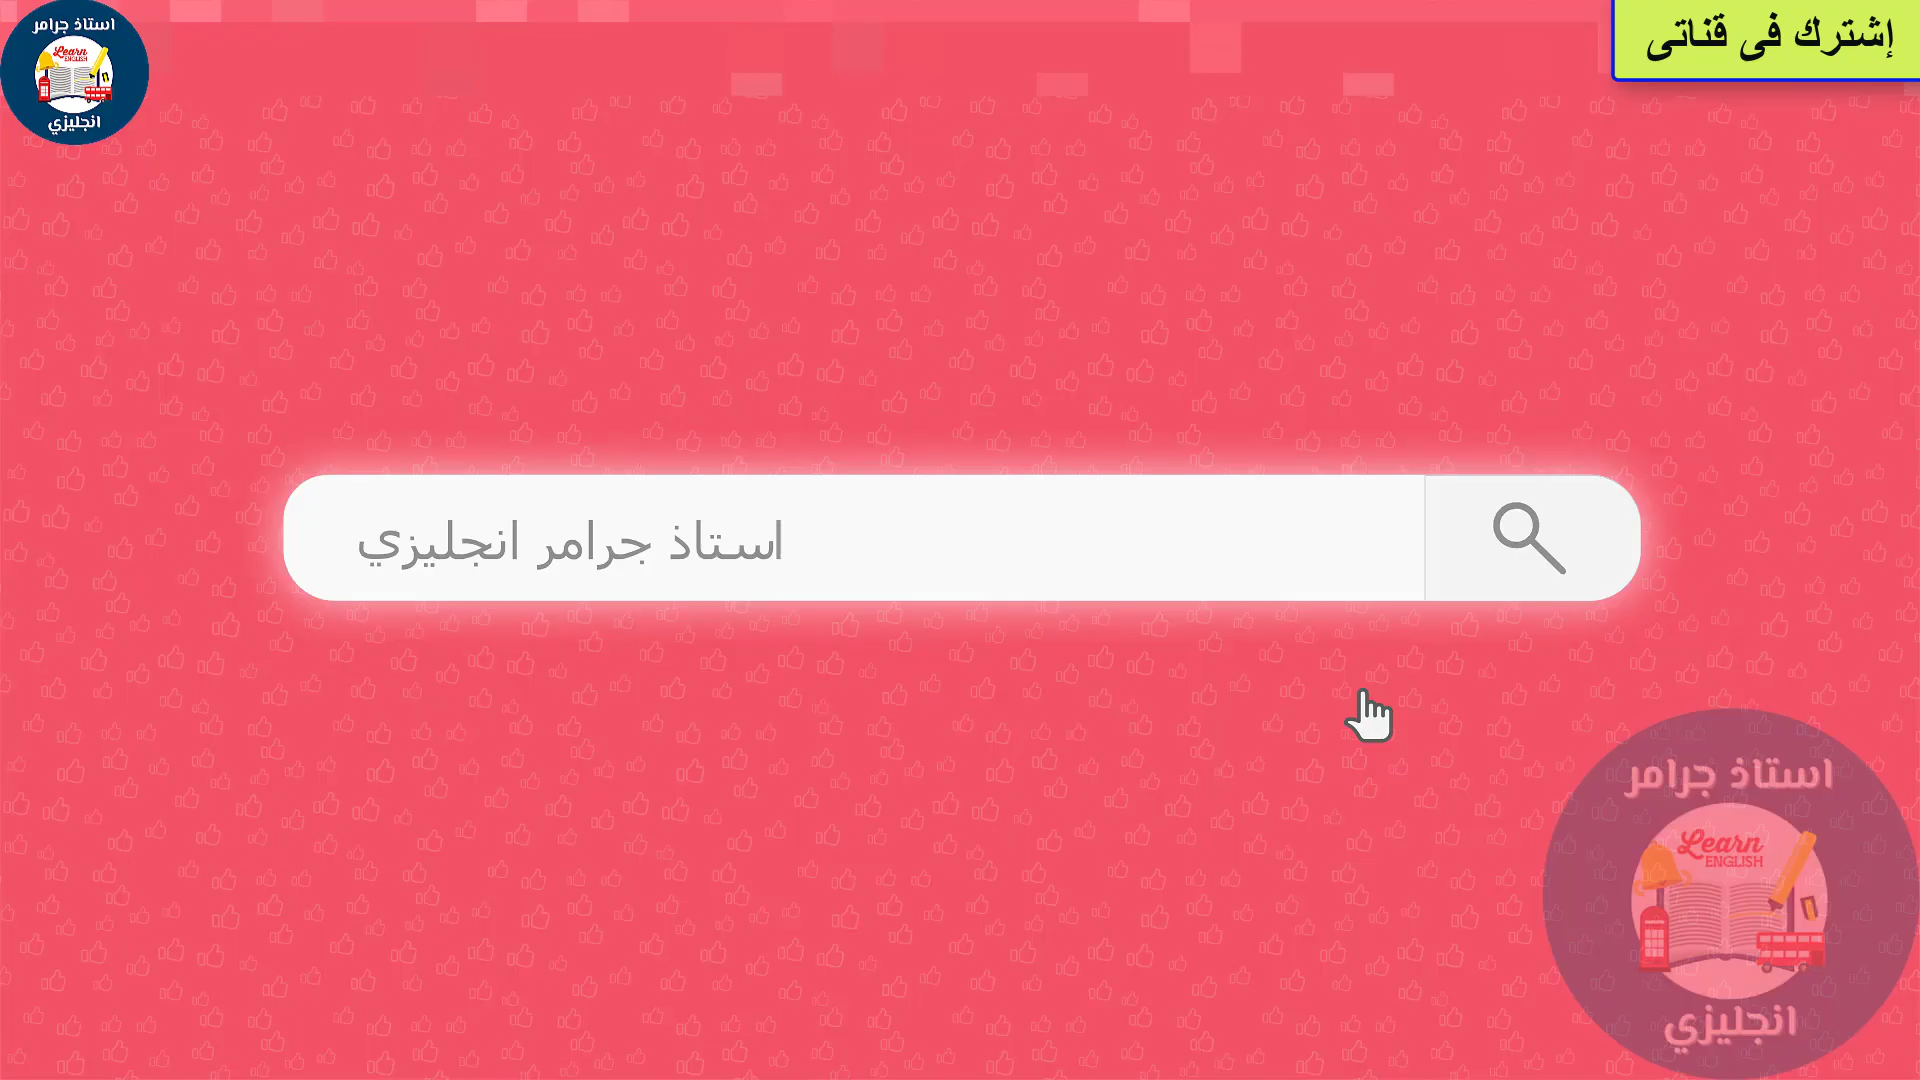 استاذ جرامر
Learn
ENGLISH
انجليزي
إشترك فى قناتى
استاذ جرامر انجليزي
استاذ جرامر
Learn
ENGLISH
انجليزي